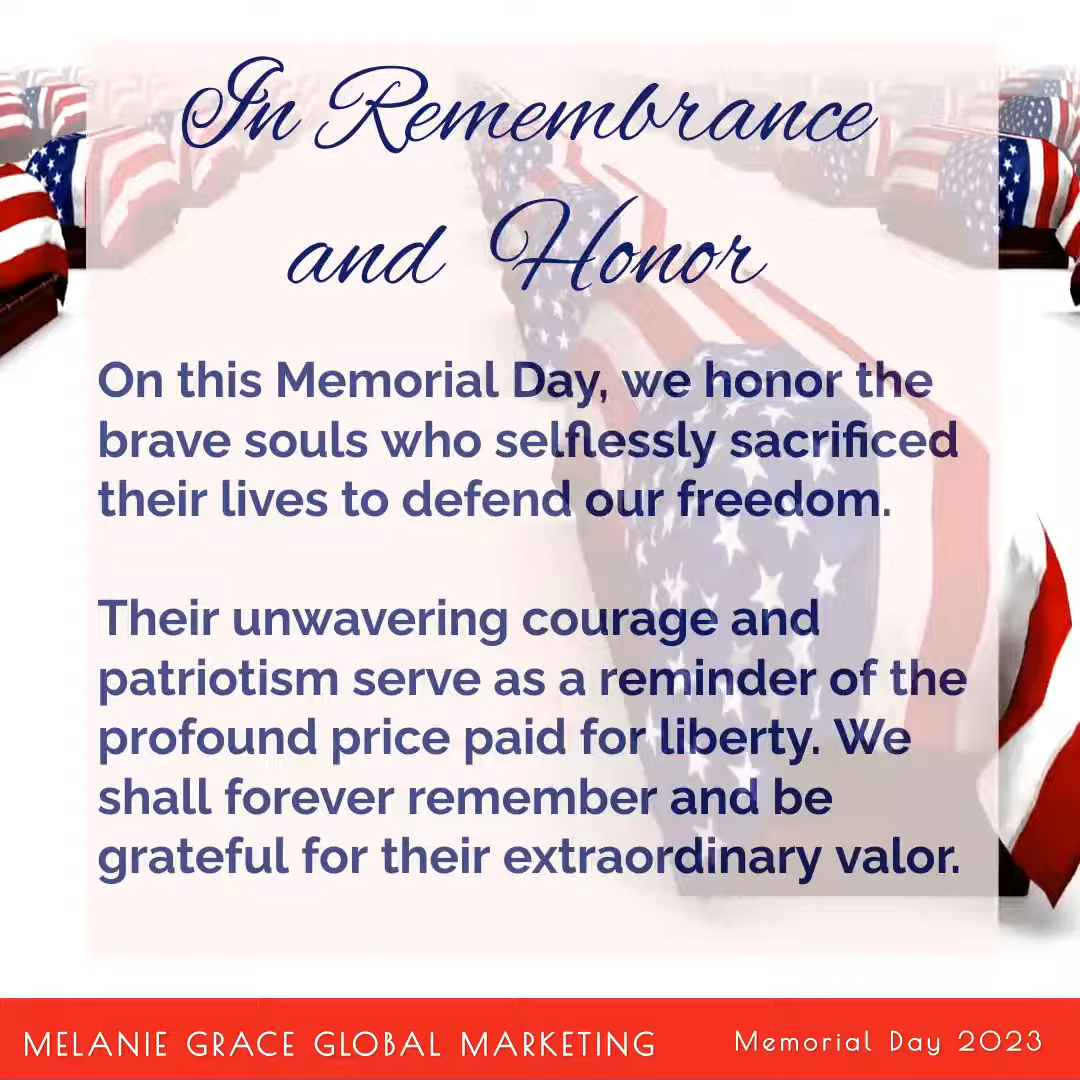 In Remembrance
and Honor
On this Memorial Day, we honor the
brave souls who selflessly sacrificed
their lives to defend our freedom.
Their unwavering courage and
patriotism serve as a reminder of the
profound price paid for liberty. We
shall forever remember and be
grateful for their extraordinary valor.
MELANIE GRACE GLOBAL MARKETING
Memorial Day 2023